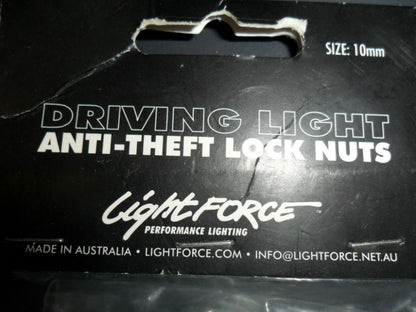 SIZE: 10mm
DRIVING LIGHT
ANTI-THEFT LOCK NUTS
LightFORCE
PERFORMANCE LIGHTING
MADE IN AUSTRALIA • LIGHTFORCE.COM • INFO@LIGHTFORCE.NET.AU